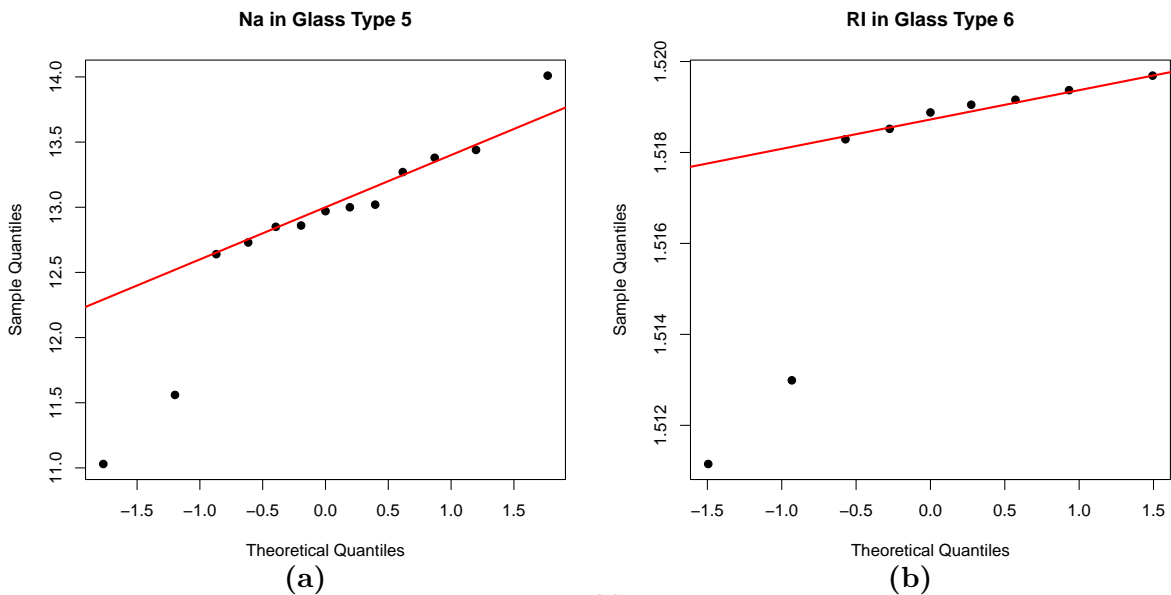 Na in Glass Type 5
Sample Quantiles
14.0
13.5
13.0
12.5
12.0
11.5
11.0
−1.5 −1.0 −0.5 0.0 0.5 1.0 1.5
Theoretical Quantiles
(a)
RI in Glass Type 6
Sample Quantiles
1.520
1.518
1.516
1.514
1.512
−1.5 −1.0 −0.5 0.0 0.5 1.0 1.5
Theoretical Quantiles
(b)